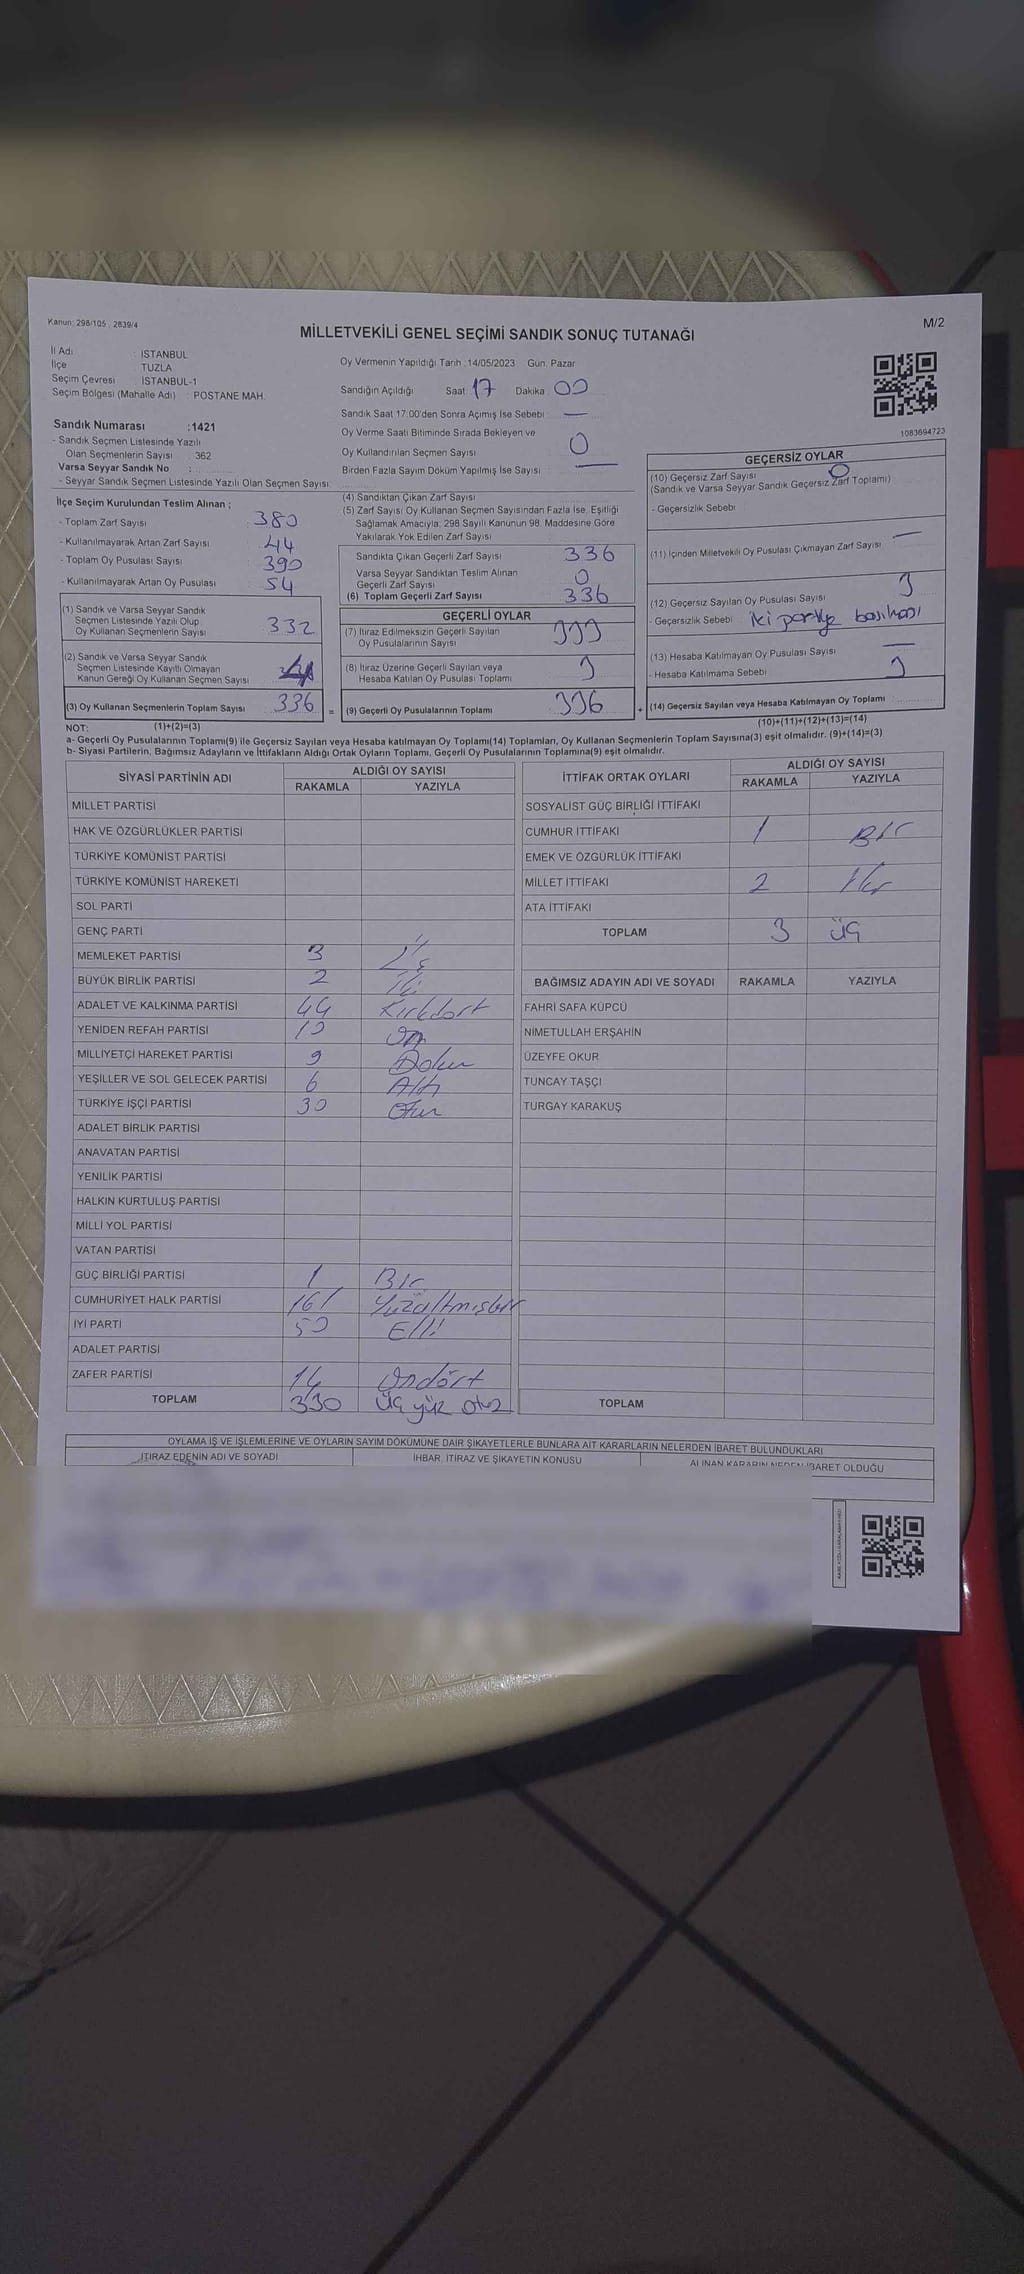 Kanun: 298/105 , 2839/4
M/2
MİLLETVEKİLİ GENEL SEÇİMİ SANDIK SONUÇ TUTANAĞI
İl Adı : İSTANBUL
İlçe TUZLA
Seçim Çevresi : İSTANBUL-1
Seçim Bölgesi (Mahalle Adı) : POSTANE MAH.
Oy Vermenin Yapıldığı Tarih :14/05/2023 Gün: Pazar
Sandığın Açıldığı Saat: 17 Dakika: 00
Sandık Saat 17:00'den Sonra Açımış İse Sebebi : —
Oy Verme Saati Bitiminde Sırada Bekleyen ve
Oy Kullandırılan Seçmen Sayısı : 0
Birden Fazla Sayım Döküm Yapılmış İse Sayısı : —
1083694723
Sandık Numarası :1421
- Sandık Seçmen Listesinde Yazılı
Olan Seçmenlerin Sayısı : 362
Varsa Seyyar Sandık No :
- Seyyar Sandık Seçmen Listesinde Yazılı Olan Seçmen Sayısı:
İlçe Seçim Kurulundan Teslim Alınan ;
- Toplam Zarf Sayısı 380
- Kullanılmayarak Artan Zarf Sayısı 44
- Toplam Oy Pusulası Sayısı 390
- Kullanılmayarak Artan Oy Pusulası 54
(1) Sandık ve Varsa Seyyar Sandık
Seçmen Listesinde Yazılı Olup
Oy Kullanan Seçmenlerin Sayısı 332
(2) Sandık ve Varsa Seyyar Sandık
Seçmen Listesinde Kayıtlı Olmayan
Kanun Gereği Oy Kullanan Seçmen Sayısı
(3) Oy Kullanan Seçmenlerin Toplam Sayısı 336 =
(4) Sandıktan Çıkan Zarf Sayısı
(5) Zarf Sayısı Oy Kullanan Seçmen Sayısından Fazla İse, Eşitliği
Sağlamak Amacıyla; 298 Sayılı Kanunun 98. Maddesine Göre
Yakılarak Yok Edilen Zarf Sayısı
Sandıkta Çıkan Geçerli Zarf Sayısı 336
Varsa Seyyar Sandıktan Teslim Alınan
Geçerli Zarf Sayısı 0
(6) Toplam Geçerli Zarf Sayısı 336
GEÇERLİ OYLAR
(7) İtiraz Edilmeksizin Geçerli Sayılan
Oy Pusulalarının Sayısı 333
(8) İtiraz Üzerine Geçerli Sayılan veya
Hesaba Katılan Oy Pusulası Toplamı 3
(9) Geçerli Oy Pusulalarının Toplamı 336 +
GEÇERSİZ OYLAR
(10) Geçersiz Zarf Sayısı 0
(Sandık ve Varsa Seyyar Sandık Geçersiz Zarf Toplamı)
- Geçersizlik Sebebi :
(11) İçinden Milletvekili Oy Pusulası Çıkmayan Zarf Sayısı —
(12) Geçersiz Sayılan Oy Pusulası Sayısı 3
- Geçersizlik Sebebi : iki partiye basılması
(13) Hesaba Katılmayan Oy Pusulası Sayısı —
- Hesaba Katılmama Sebebi : 3
(14) Geçersiz Sayılan veya Hesaba Katılmayan Oy Toplamı :
NOT: (1)+(2)=(3)
(10)+(11)+(12)+(13)=(14)
a- Geçerli Oy Pusulalarının Toplamı(9) ile Geçersiz Sayılan veya Hesaba katılmayan Oy Toplamı(14) Toplamları, Oy Kullanan Seçmenlerin Toplam Sayısına(3) eşit olmalıdır. (9)+(14)=(3)
b- Siyasi Partilerin, Bağımsız Adayların ve İttifakların Aldığı Ortak Oyların Toplamı, Geçerli Oy Pusulalarının Toplamına(9) eşit olmalıdır.
SİYASİ PARTİNİN ADI ALDIĞI OY SAYISI
RAKAMLA YAZIYLA
MİLLET PARTİSİ
HAK VE ÖZGÜRLÜKLER PARTİSİ
TÜRKİYE KOMÜNİST PARTİSİ
TÜRKİYE KOMÜNİST HAREKETİ
SOL PARTİ
GENÇ PARTİ
MEMLEKET PARTİSİ 3 Üç
BÜYÜK BİRLİK PARTİSİ 2 İki
ADALET VE KALKINMA PARTİSİ 44 Kırkdört
YENİDEN REFAH PARTİSİ 10 On
MİLLİYETÇİ HAREKET PARTİSİ 9 Dokuz
YEŞİLLER VE SOL GELECEK PARTİSİ 6 Altı
TÜRKİYE İŞÇİ PARTİSİ 30 Otuz
ADALET BİRLİK PARTİSİ
ANAVATAN PARTİSİ
YENİLİK PARTİSİ
HALKIN KURTULUŞ PARTİSİ
MİLLİ YOL PARTİSİ
VATAN PARTİSİ
GÜÇ BİRLİĞİ PARTİSİ 1 Bir
CUMHURİYET HALK PARTİSİ 161 Yüzaltmışbir
İYİ PARTİ 50 Elli
ADALET PARTİSİ
ZAFER PARTİSİ 14 Ondört
TOPLAM 330 Üç yüz otuz
İTTİFAK ORTAK OYLARI ALDIĞI OY SAYISI
RAKAMLA YAZIYLA
SOSYALİST GÜÇ BİRLİĞİ İTTİFAKI
CUMHUR İTTİFAKI 1 Bir
EMEK VE ÖZGÜRLÜK İTTİFAKI
MİLLET İTTİFAKI 2 İki
ATA İTTİFAKI
TOPLAM 3 üç
BAĞIMSIZ ADAYIN ADI VE SOYADI RAKAMLA YAZIYLA
FAHRİ SAFA KÜPCÜ
NİMETULLAH ERŞAHİN
ÜZEYFE OKUR
TUNCAY TAŞÇI
TURGAY KARAKUŞ
TOPLAM
OYLAMA İŞ VE İŞLEMLERİNE VE OYLARIN SAYIM DÖKÜMÜNE DAİR ŞİKAYETLERLE BUNLARA AİT KARARLARIN NELERDEN İBARET BULUNDUKLARI
İTİRAZ EDENİN ADI VE SOYADI İHBAR, İTİRAZ VE ŞİKAYETİN KONUSU ALINAN KARARIN NEDEN İBARET OLDUĞU